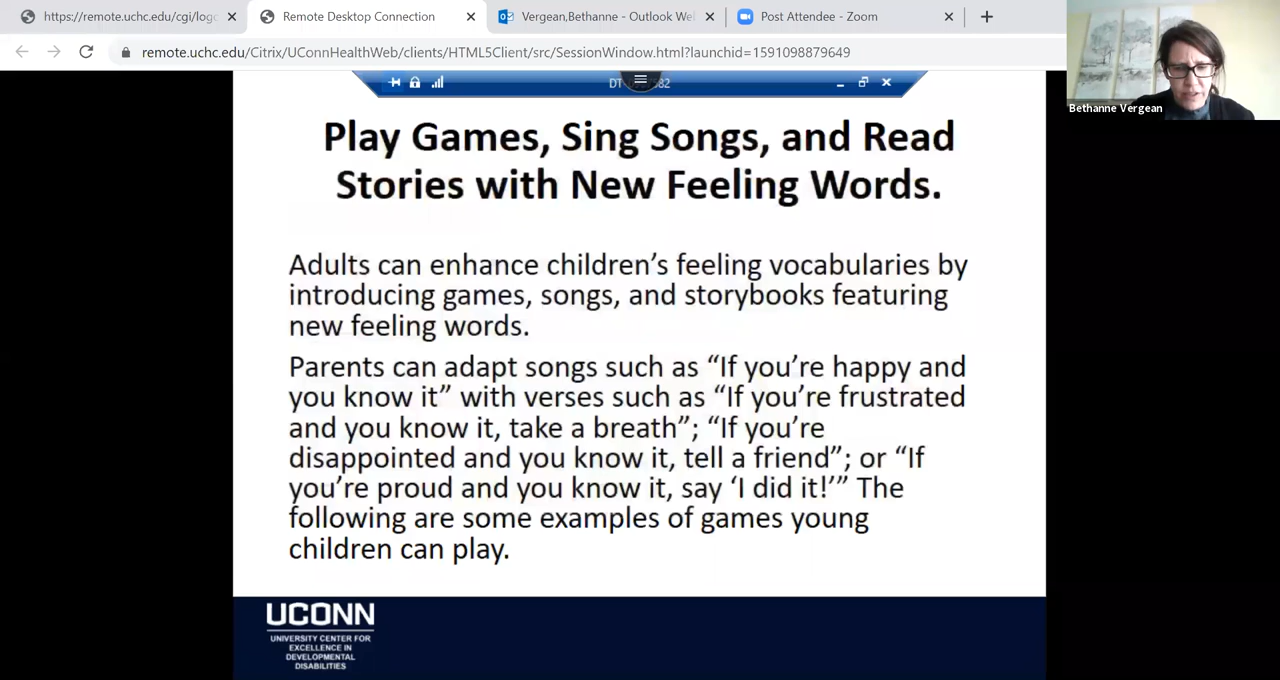 https://remote.uchc.edu/cgi/logo
Remote Desktop Connection
Vergean,Bethanne - Outlook We
Post Attendee - Zoom
remote.uchc.edu/Citrix/UConnHealthWeb/clients/HTML5Client/src/SessionWindow.html?launchid=1591098879649
Bethanne Vergean
Play Games, Sing Songs, and Read
Stories with New Feeling Words.
Adults can enhance children’s feeling vocabularies by
introducing games, songs, and storybooks featuring
new feeling words.
Parents can adapt songs such as “If you’re happy and
you know it” with verses such as “If you’re frustrated
and you know it, take a breath”; “If you’re
disappointed and you know it, tell a friend”; or “If
you’re proud and you know it, say ‘I did it!’” The
following are some examples of games young
children can play.
UCONN
UNIVERSITY CENTER FOR
EXCELLENCE IN
DEVELOPMENTAL
DISABILITIES